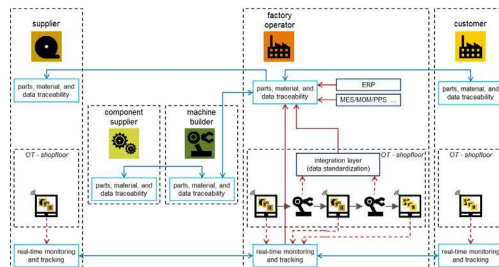 supplier
factory
operator
customer
parts, material, and
data traceability
parts, material, and
data traceability
ERP
MES/MOM/PPS ...
parts, material, and
data traceability
component
supplier
machine
builder
parts, material, and
data traceability
parts, material, and
data traceability
OT - shopfloor
integration layer
(data standardization)
OT - shopfloor
OT - shopfloor
real-time monitoring
and tracking
real-time monitoring
and tracking
real-time monitoring
and tracking